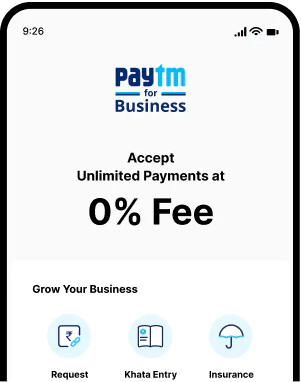 9:26
paytm
for
Business
Accept
Unlimited Payments at
0% Fee
Grow Your Business
₹
Request
Khata Entry
Insurance